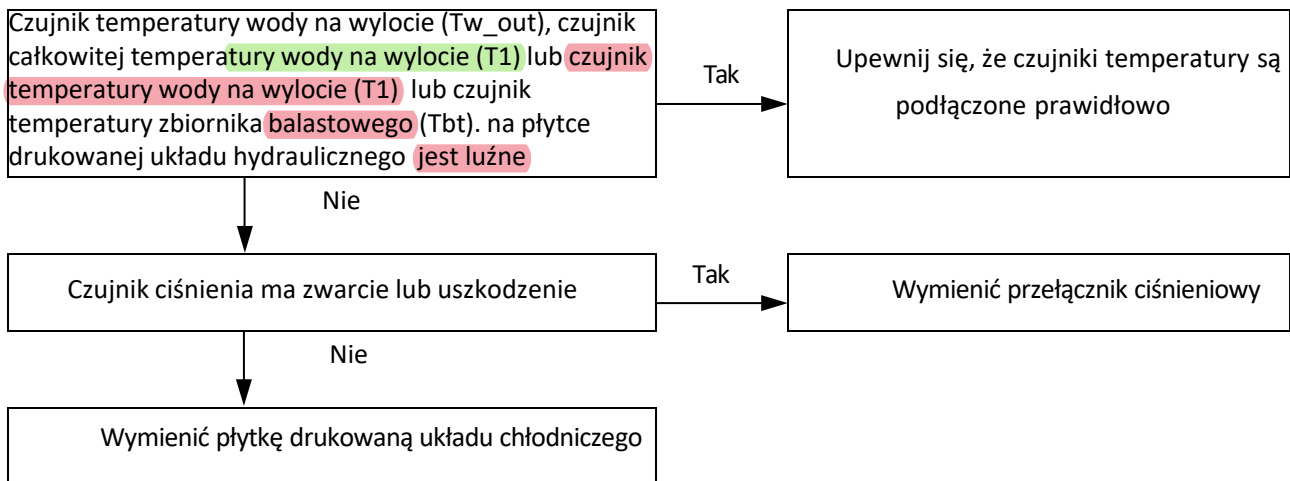 Czujnik temperatury wody na wylocie (Tw_out), czujnik
całkowitej temperatury wody na wylocie (T1) lub czujnik
temperatury wody na wylocie (T1) lub czujnik
temperatury zbiornika balastowego (Tbt). na płytce
drukowanej układu hydraulicznego jest luźne
Tak
Upewnij się, że czujniki temperatury są
podłączone prawidłowo
Nie
Czujnik ciśnienia ma zwarcie lub uszkodzenie
Tak
Wymienić przełącznik ciśnieniowy
Nie
Wymienić płytkę drukowaną układu chłodniczego